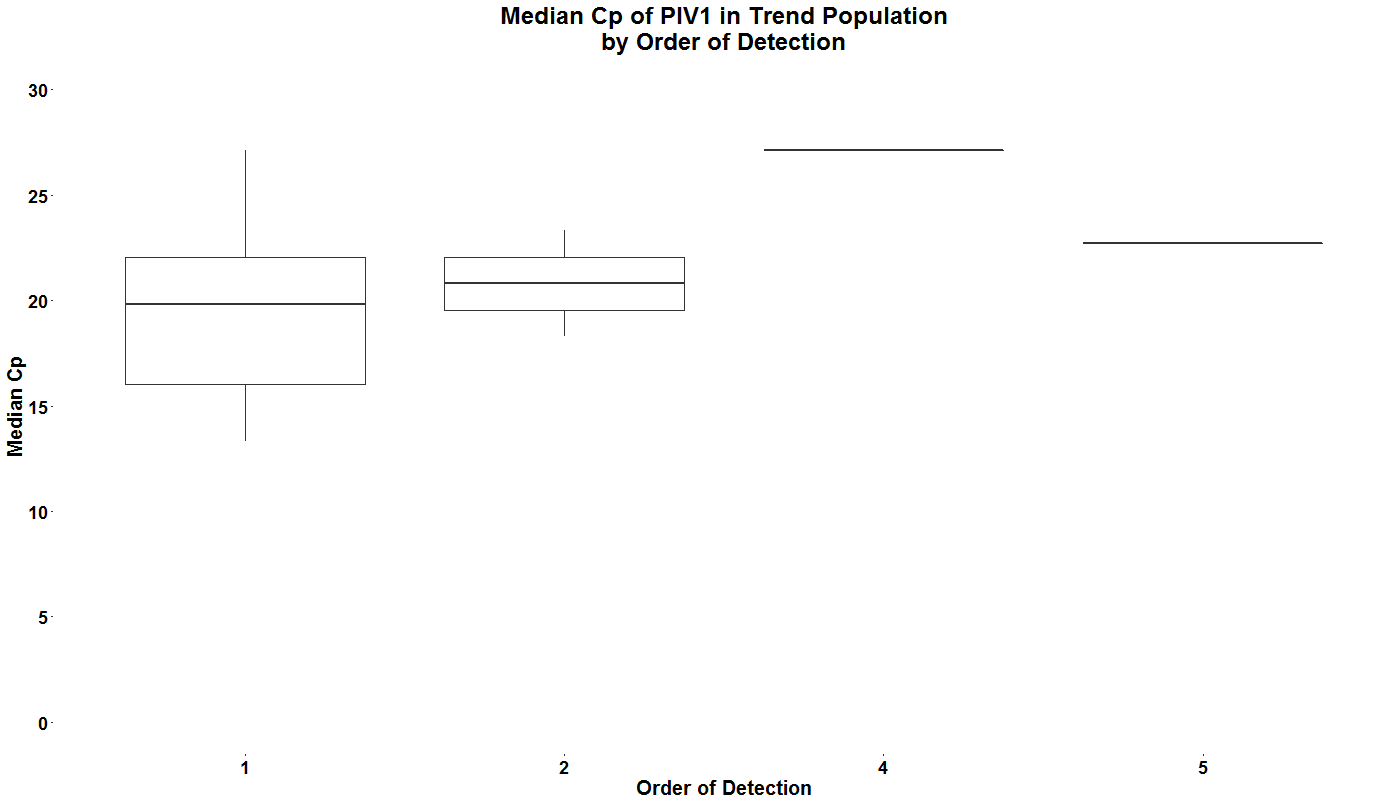 Median Cp of PIV1 in Trend Population
by Order of Detection
30
25
20
15
10
5
0
Median Cp
1 2 4 5
Order of Detection